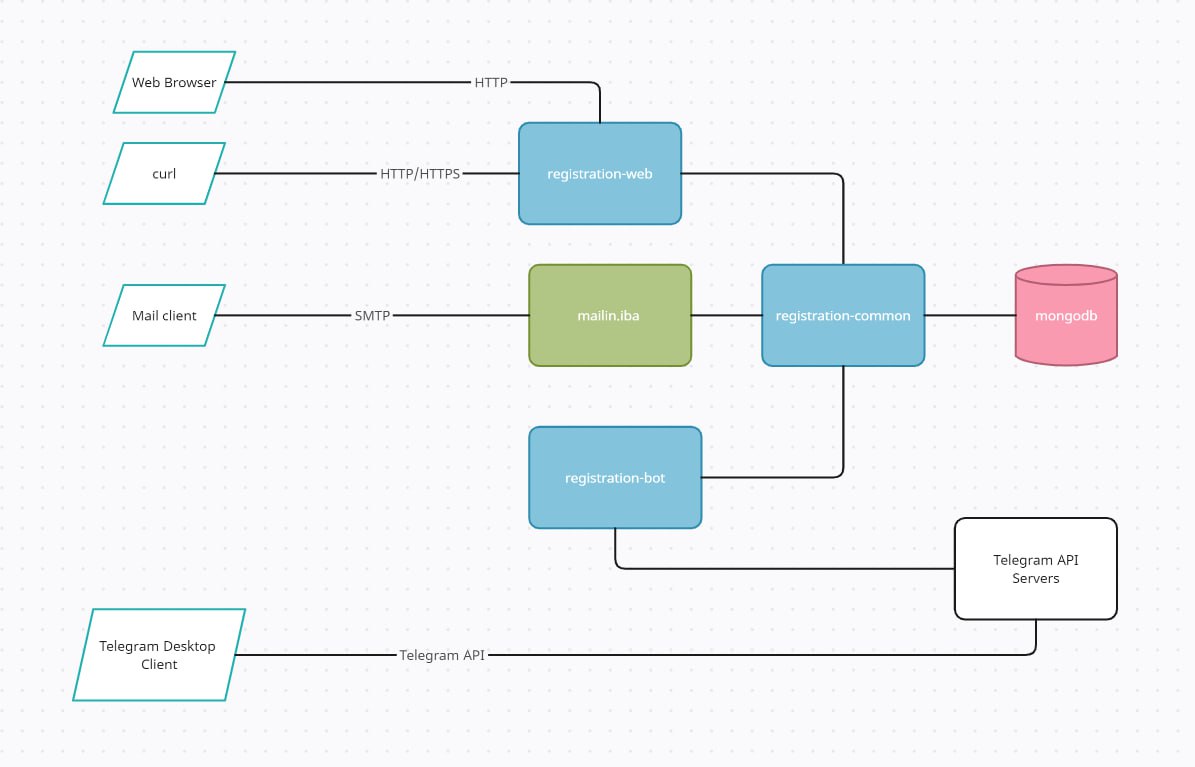 Web Browser
HTTP
curl
HTTP/HTTPS
registration-web
Mail client
SMTP
mailin.iba
registration-common
mongodb
registration-bot
Telegram API
Servers
Telegram Desktop
Client
Telegram API